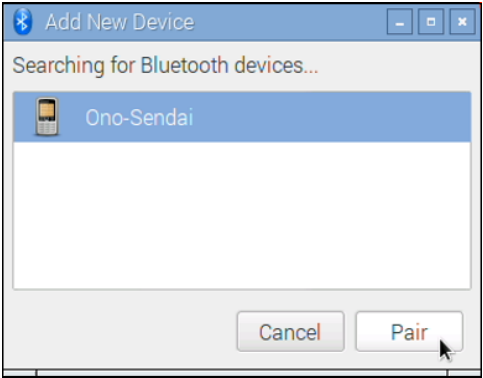 Add New Device
Searching for Bluetooth devices...
Ono-Sendai
Cancel
Pair